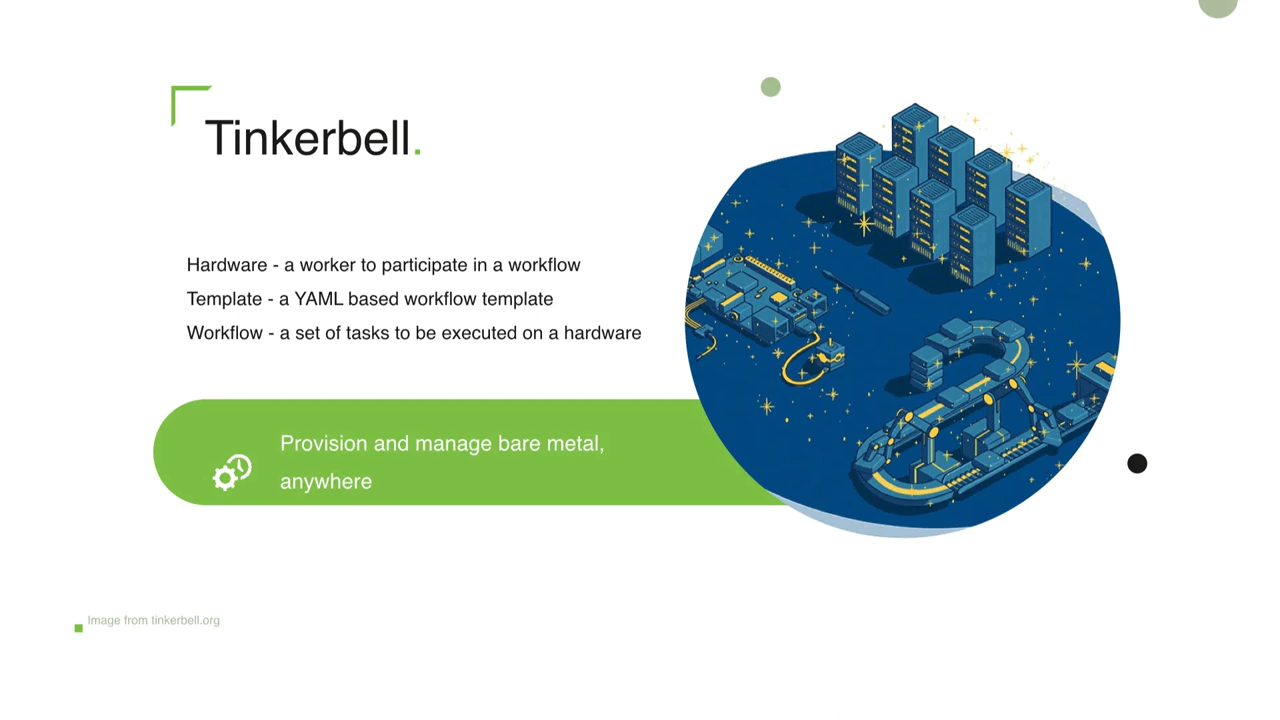 Tinkerbell.
Hardware - a worker to participate in a workflow
Template - a YAML based workflow template
Workflow - a set of tasks to be executed on a hardware
Provision and manage bare metal,
anywhere
Image from tinkerbell.org